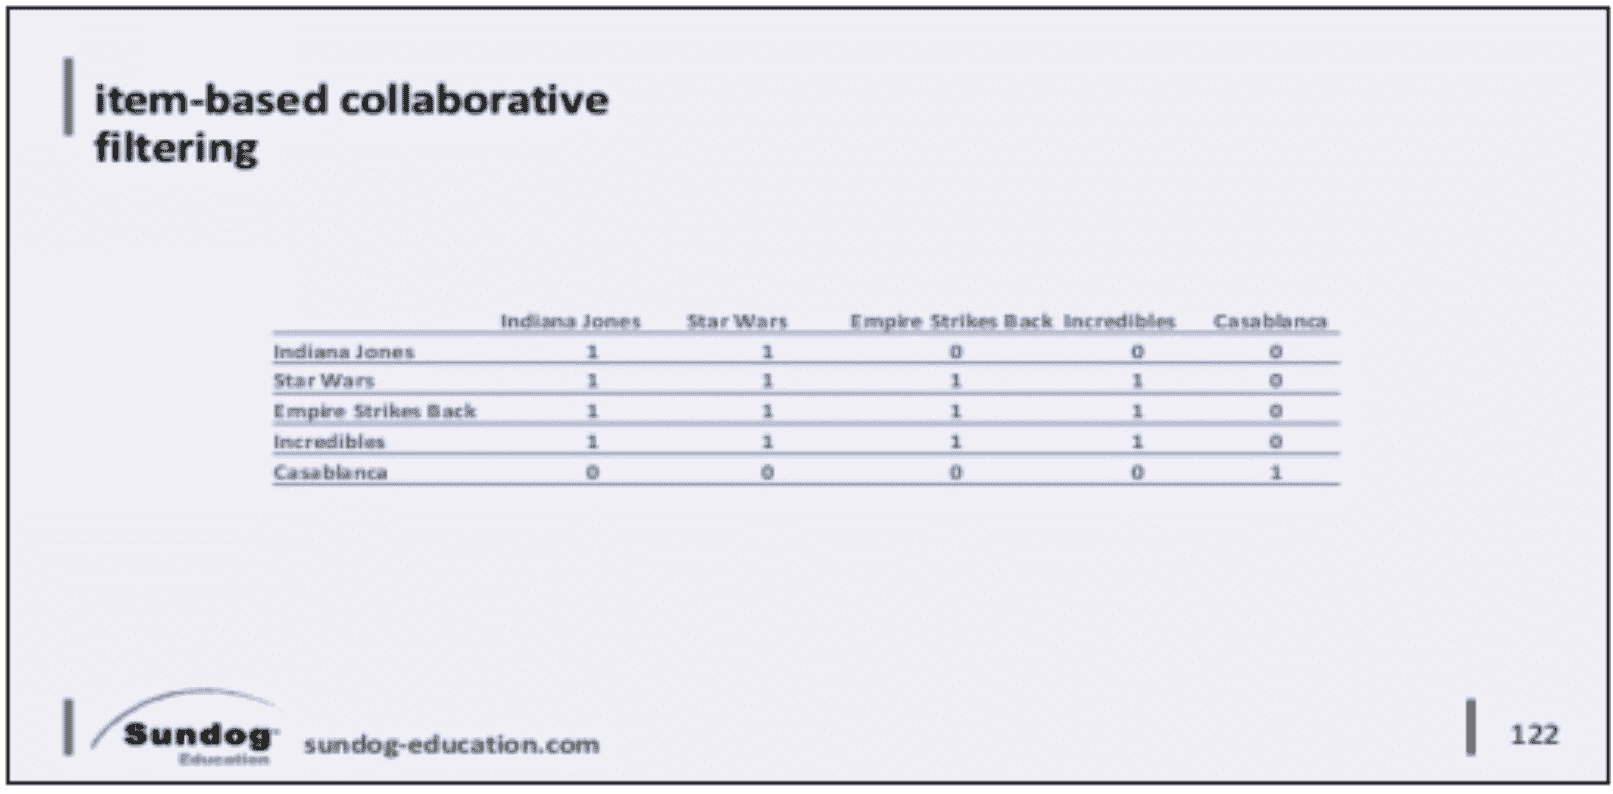 item-based collaborative
filtering
Indiana Jones Star Wars Empire Strikes Back Incredibles Casablanca
Indiana Jones 1 1 0 0 0
Star Wars 1 1 1 1 0
Empire Strikes Back 1 1 1 1 0
Incredibles 1 1 1 1 0
Casablanca 0 0 0 0 1
Sundog
Education
sundog-education.com
122